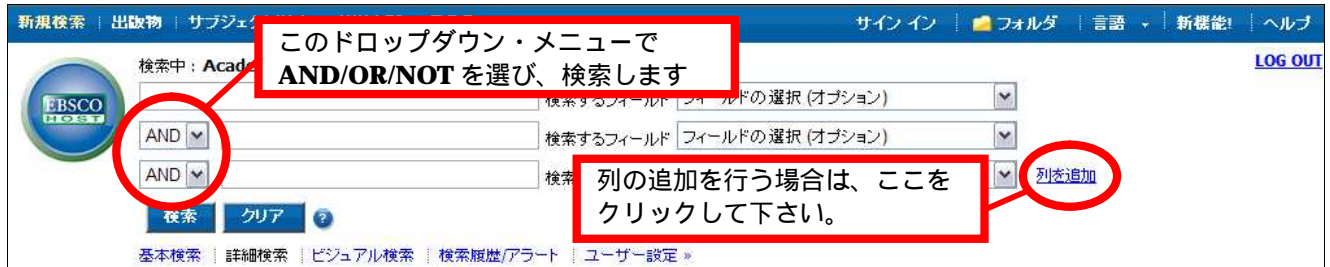 新規検索 出版物 サブジェク サイン イン フォルダ 言語 新機能! ヘルプ
このドロップダウン・メニューで
AND/OR/NOT を選び、検索します
LOG OUT
検索中 : Acade
EBSCO
HOST
検索するフィールド フィールドの選択 (オプション)
AND 検索するフィールド フィールドの選択 (オプション)
AND 検索 列を追加
列の追加を行う場合は、ここを
クリックして下さい。
検索 クリア ?
基本検索 詳細検索 ビジュアル検索 検索履歴/アラート ユーザー設定 »